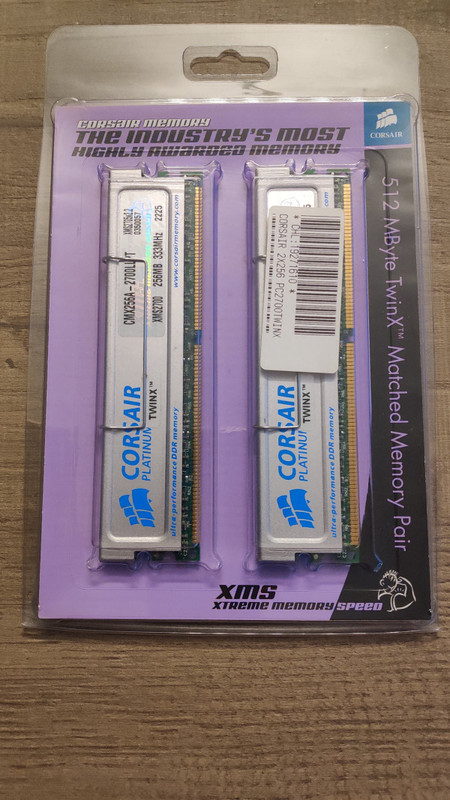 CORSAIR MEMORY
THE INDUSTRY'S MOST
HIGHLY AWARDED MEMORY
CORSAIR
512 MByte TwinX™ Matched Memory Pair
CMX256A-2700LL/T
XMS2700 256MB 333MHz 2225
www.corsairmemory.com
CORSAIR
PLATINUM TWINX™
ultra-performance DDR memory
CORSAIR 2X256 PC2700TWINX
CORSAIR
PLATINUM TWINX™
ultra-performance DDR memory
XMS
XTREME MEMORY SPEED